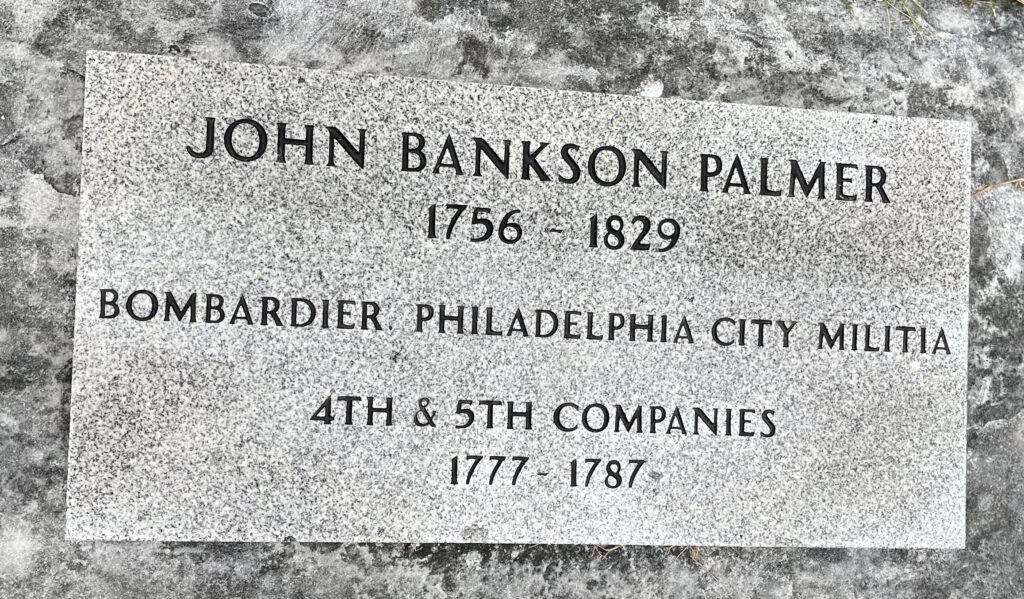 JOHN BANKSON PALMER
1756 - 1829
BOMBARDIER, PHILADELPHIA CITY MILITIA
4TH & 5TH COMPANIES
1777 - 1787